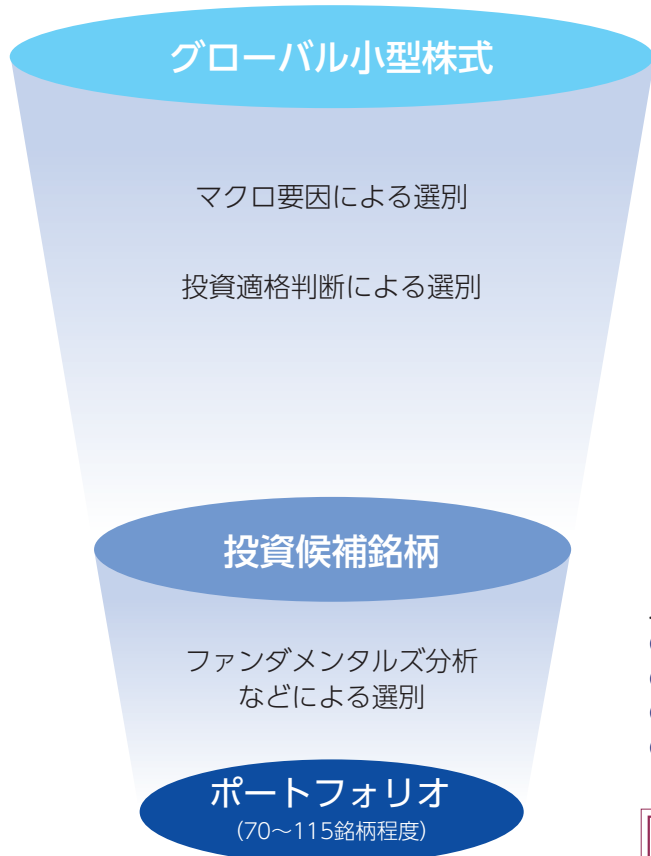 グローバル小型株式
マクロ要因による選別
投資適格判断による選別
投資候補銘柄
ファンダメンタルズ分析
などによる選別
ポートフォリオ
(70〜115銘柄程度)